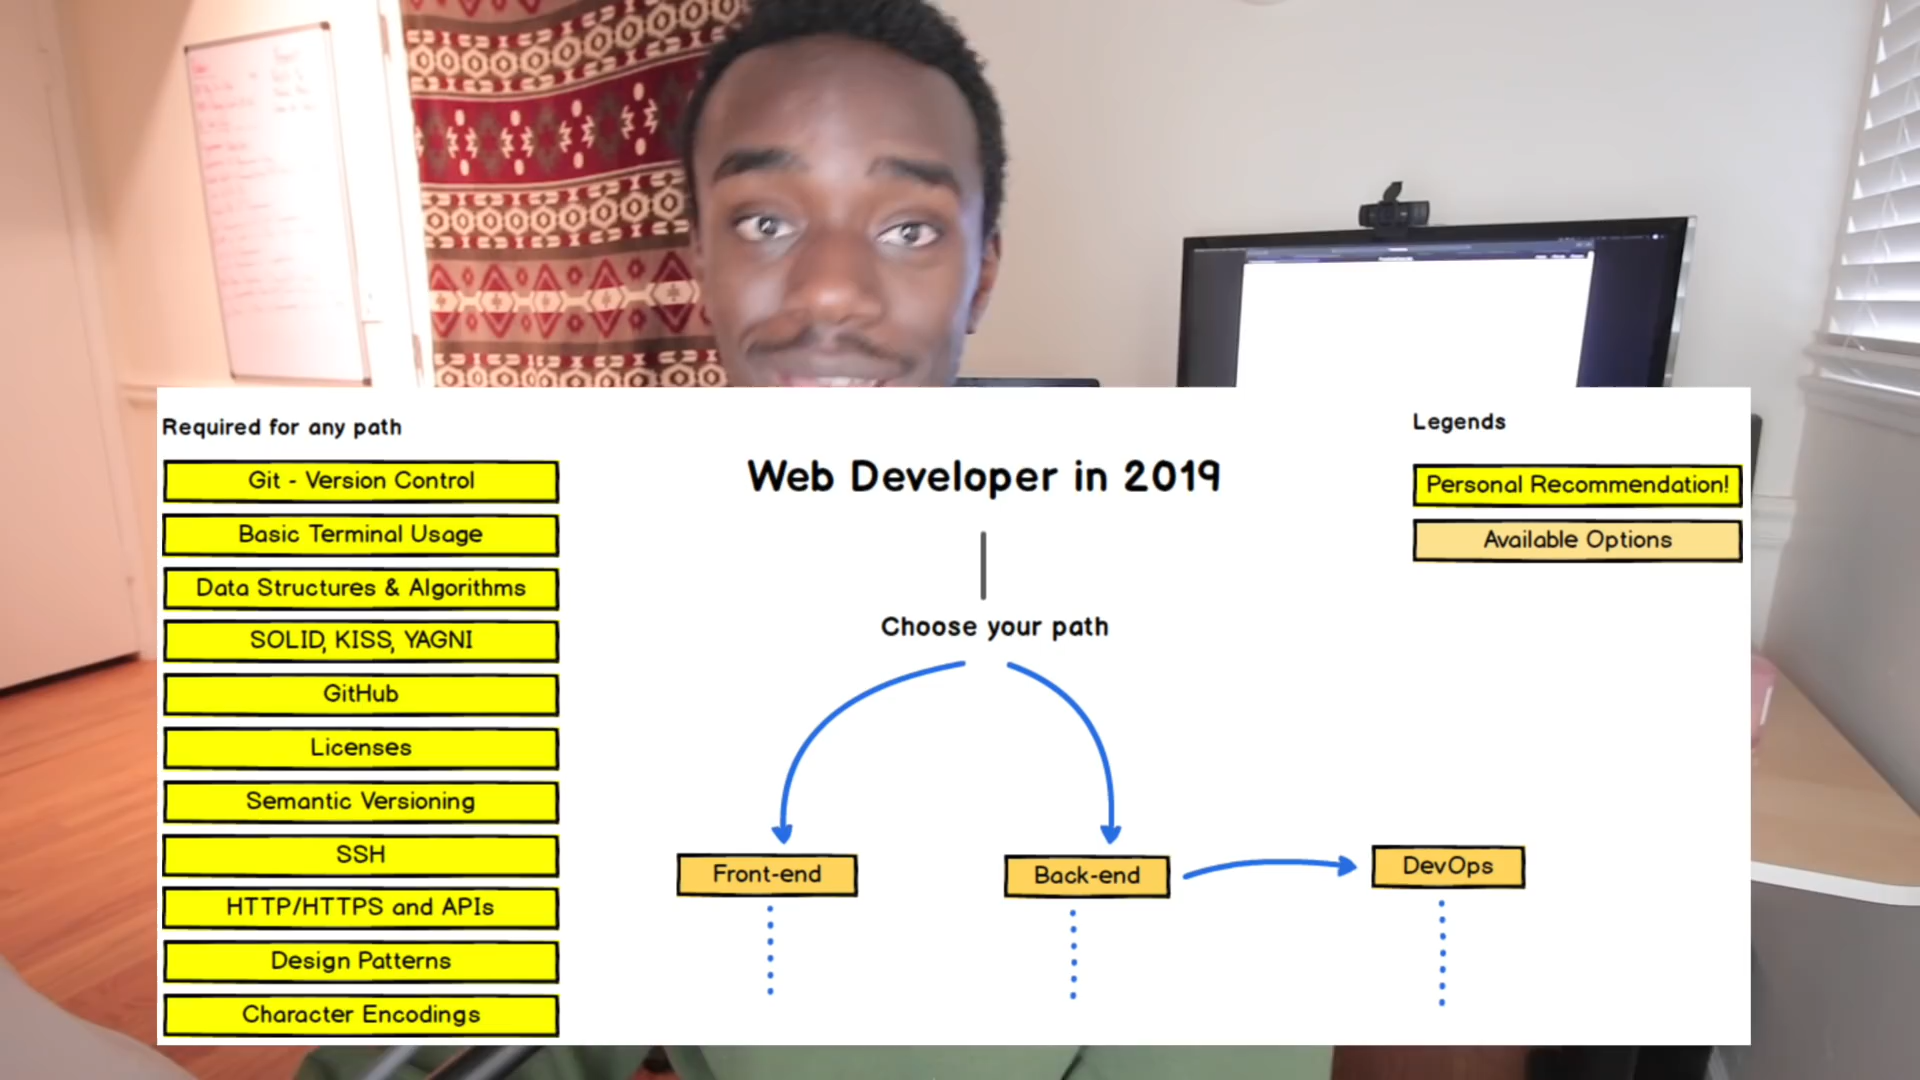 Required for any path
Git - Version Control
Basic Terminal Usage
Data Structures & Algorithms
SOLID, KISS, YAGNI
GitHub
Licenses
Semantic Versioning
SSH
HTTP/HTTPS and APIs
Design Patterns
Character Encodings
Web Developer in 2019
Choose your path
Front-end
Back-end
DevOps
Legends
Personal Recommendation!
Available Options